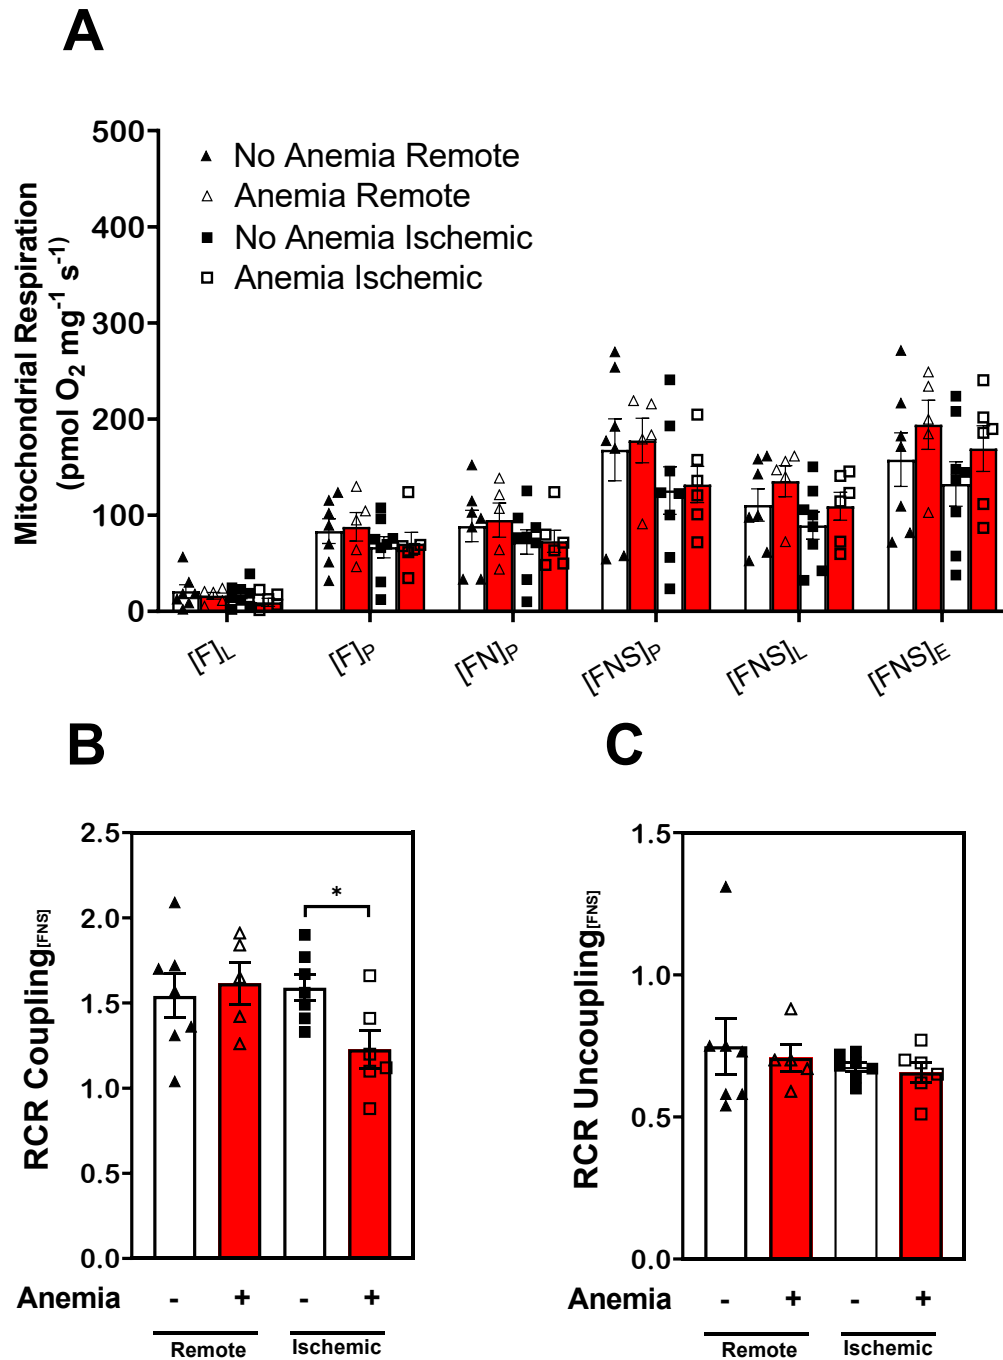 A
Mitochondrial Respiration
(pmol O₂ mg⁻¹ s⁻¹)
500
400
300
200
100
0
No Anemia Remote
Anemia Remote
No Anemia Ischemic
Anemia Ischemic
[F]L
[F]P
[FN]P
[FNS]P
[FNS]L
[FNS]E
B
RCR Coupling[FNS]
2.5
2.0
1.5
1.0
0.5
0.0
*
Anemia - + - +
Remote Ischemic
C
RCR Uncoupling[FNS]
1.5
1.0
0.5
0.0
Anemia - + - +
Remote Ischemic